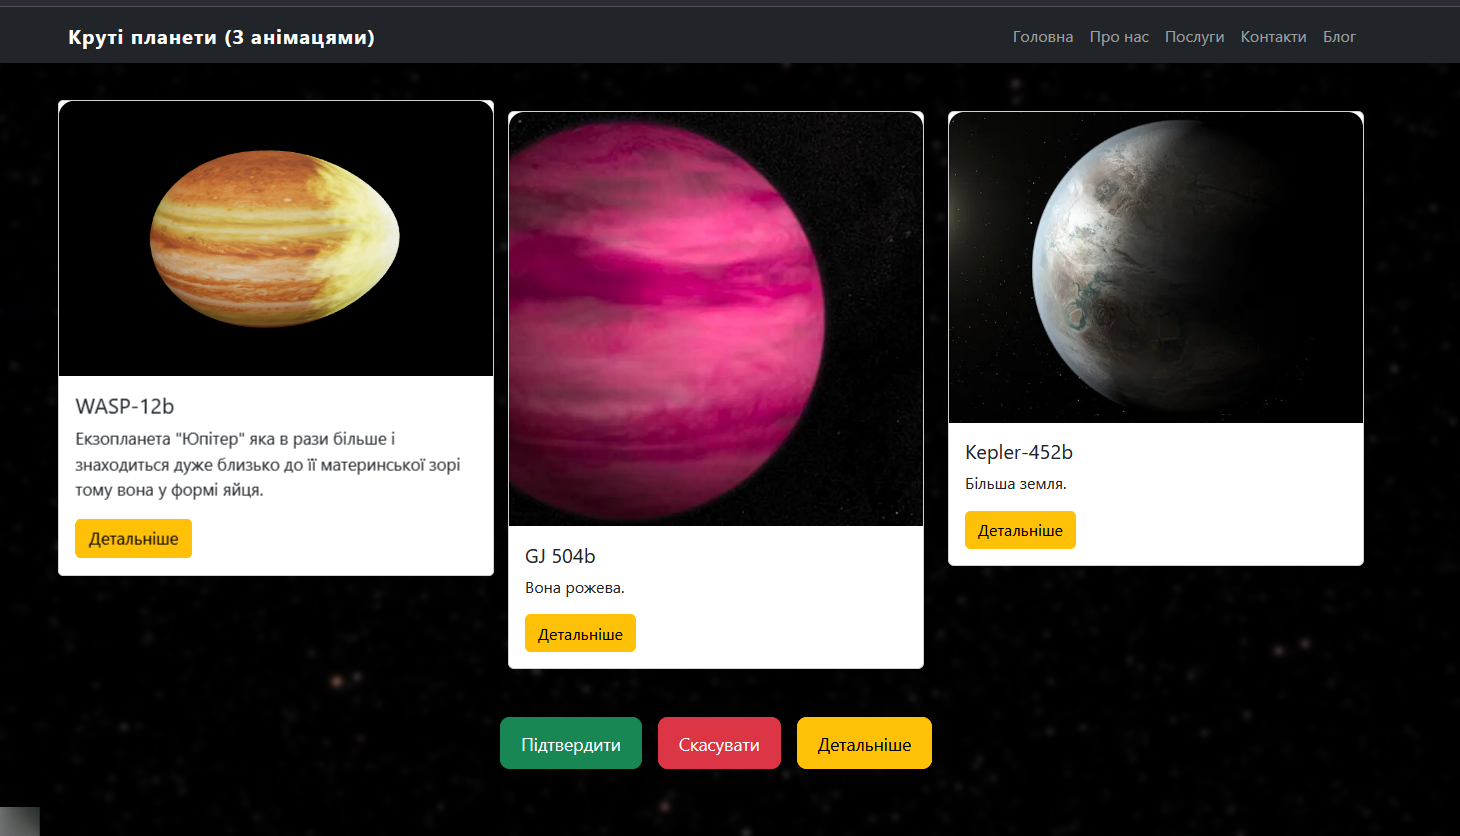 Круті планети (З анімацями)
Головна Про нас Послуги Контакти Блог
WASP-12b
Екзопланета "Юпітер" яка в рази більше і
знаходиться дуже близько до її материнської зорі
тому вона у формі яйця.
Детальніше
GJ 504b
Вона рожева.
Детальніше
Kepler-452b
Більша земля.
Детальніше
Підтвердити Скасувати Детальніше